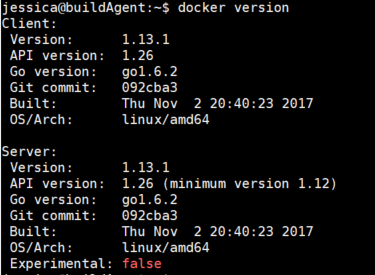 jessica@buildAgent:~$ docker version
Client:
 Version:      1.13.1
 API version:  1.26
 Go version:   go1.6.2
 Git commit:   092cba3
 Built:        Thu Nov  2 20:40:23 2017
 OS/Arch:      linux/amd64

Server:
 Version:      1.13.1
 API version:  1.26 (minimum version 1.12)
 Go version:   go1.6.2
 Git commit:   092cba3
 Built:        Thu Nov  2 20:40:23 2017
 OS/Arch:      linux/amd64
 Experimental: false